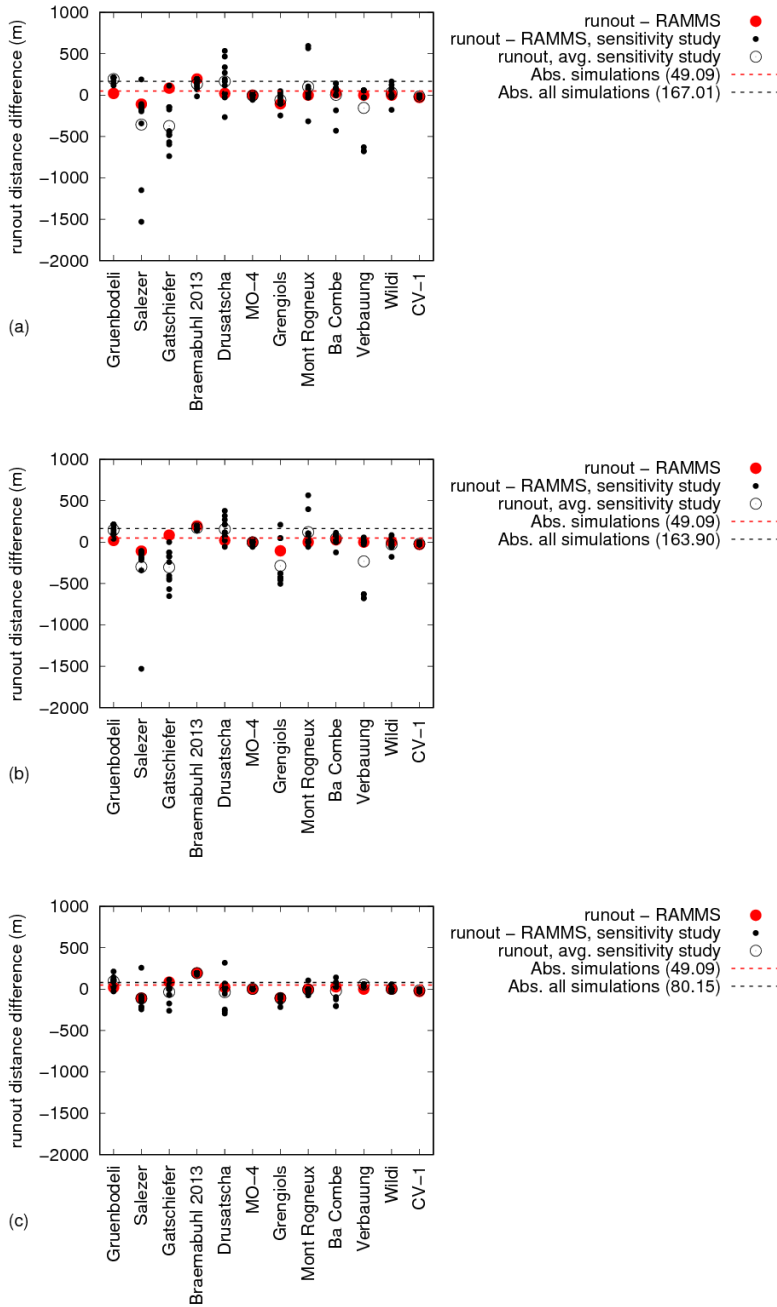 1000
500
0
−500
−1000
−1500
−2000
runout distance difference (m)
Gruenbodeli
Salezer
Gatschiefer
Braemabuhl 2013
Drusatscha
MO−4
Grengiols
Mont Rogneux
Ba Combe
Verbauung
Wildi
CV−1
runout − RAMMS
runout − RAMMS, sensitivity study
runout, avg. sensitivity study
Abs. simulations (49.09)
Abs. all simulations (167.01)
(a)
1000
500
0
−500
−1000
−1500
−2000
runout distance difference (m)
Gruenbodeli
Salezer
Gatschiefer
Braemabuhl 2013
Drusatscha
MO−4
Grengiols
Mont Rogneux
Ba Combe
Verbauung
Wildi
CV−1
runout − RAMMS
runout − RAMMS, sensitivity study
runout, avg. sensitivity study
Abs. simulations (49.09)
Abs. all simulations (163.90)
(b)
1000
500
0
−500
−1000
−1500
−2000
runout distance difference (m)
Gruenbodeli
Salezer
Gatschiefer
Braemabuhl 2013
Drusatscha
MO−4
Grengiols
Mont Rogneux
Ba Combe
Verbauung
Wildi
CV−1
runout − RAMMS
runout − RAMMS, sensitivity study
runout, avg. sensitivity study
Abs. simulations (49.09)
Abs. all simulations (80.15)
(c)